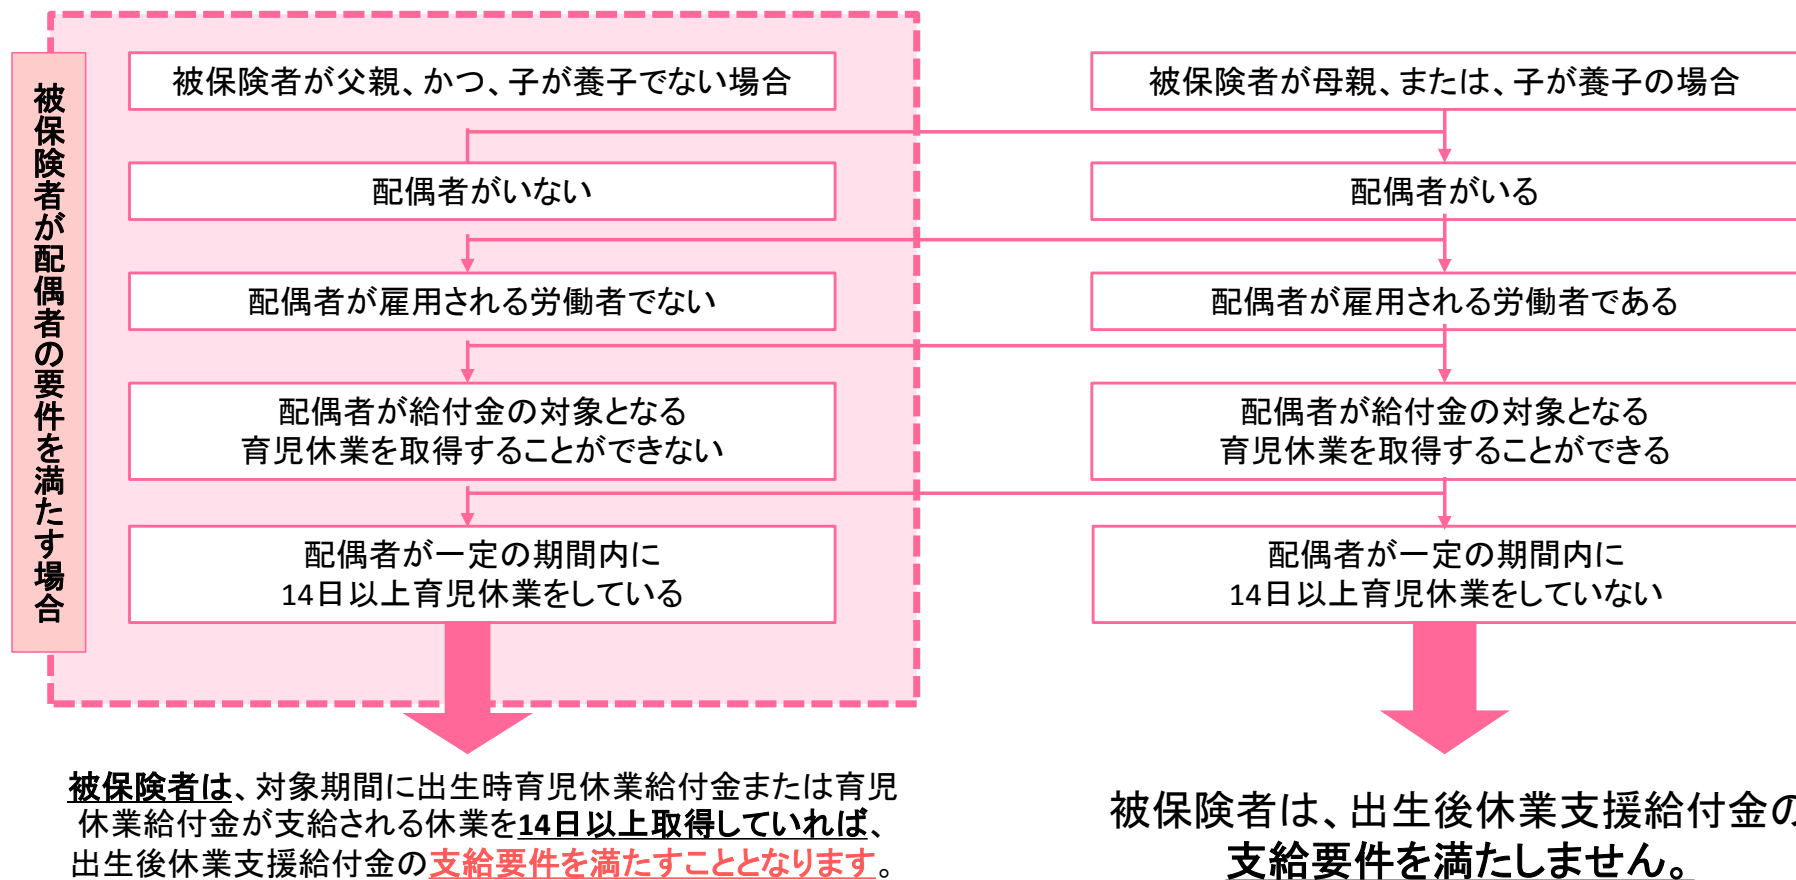 被保険者が配偶者の要件を満たす場合
被保険者が父親、かつ、子が養子でない場合
被保険者が母親、または、子が養子の場合
配偶者がいない
配偶者がいる
配偶者が雇用される労働者でない
配偶者が雇用される労働者である
配偶者が給付金の対象となる
育児休業を取得することができない
配偶者が給付金の対象となる
育児休業を取得することができる
配偶者が一定の期間内に
14日以上育児休業をしている
配偶者が一定の期間内に
14日以上育児休業をしていない
被保険者は、対象期間に出生時育児休業給付金または育児
休業給付金が支給される休業を14日以上取得していれば、
出生後休業支援給付金の支給要件を満たすこととなります。
被保険者は、出生後休業支援給付金の
支給要件を満たしません。